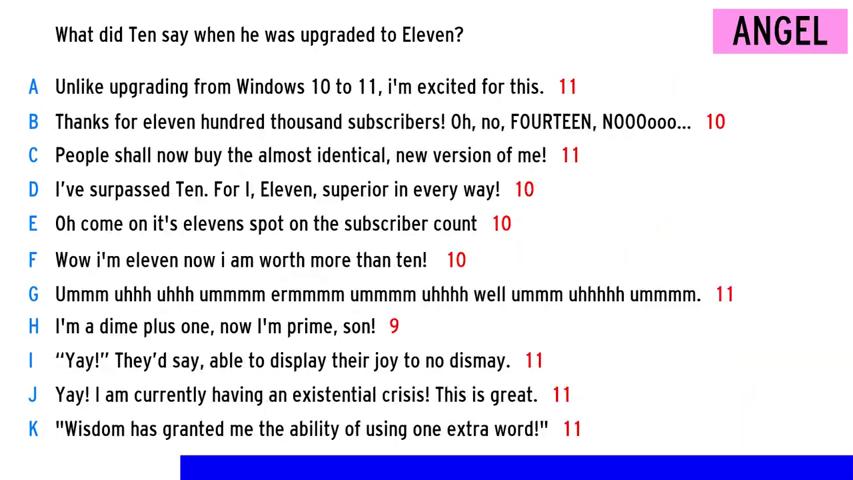 What did Ten say when he was upgraded to Eleven?
ANGEL
A Unlike upgrading from Windows 10 to 11, i'm excited for this. 11
B Thanks for eleven hundred thousand subscribers! Oh, no, FOURTEEN, NOOOooo... 10
C People shall now buy the almost identical, new version of me! 11
D I've surpassed Ten. For I, Eleven, superior in every way! 10
E Oh come on it's elevens spot on the subscriber count 10
F Wow i'm eleven now i am worth more than ten! 10
G Ummm uhhh uhhh ummmm ermmmm ummmm uhhhh well ummm uhhhhh ummmm. 11
H I'm a dime plus one, now I'm prime, son! 9
I “Yay!” They’d say, able to display their joy to no dismay. 11
J Yay! I am currently having an existential crisis! This is great. 11
K "Wisdom has granted me the ability of using one extra word!" 11